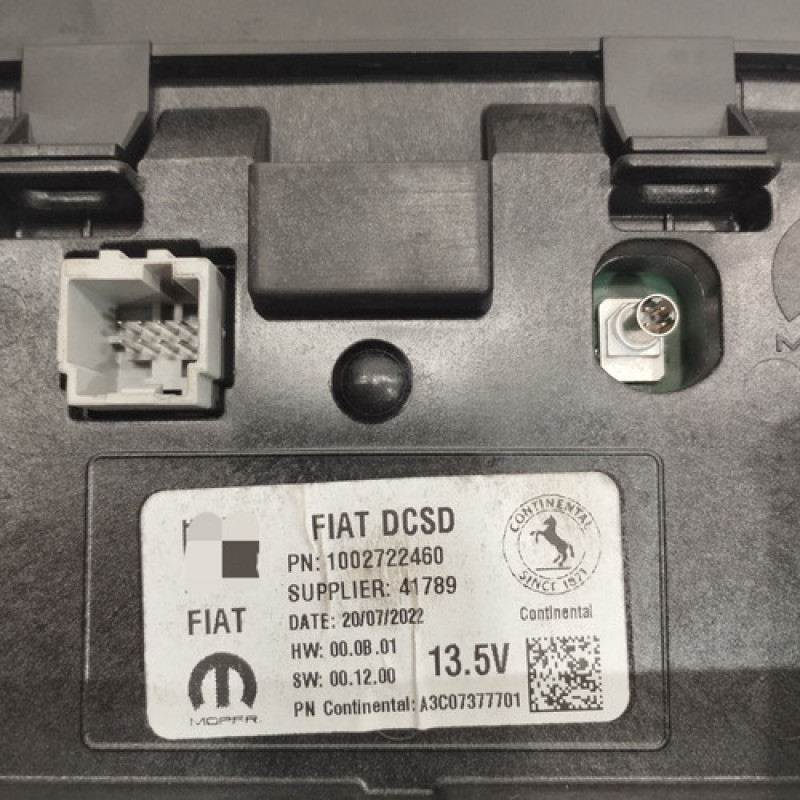 FIAT DCSD
PN: 1002722460
SUPPLIER: 41789
DATE: 20/07/2022
HW: 00.0B.01
SW: 00.12.00
13.5V
PN Continental: A3C07377701
FIAT
MOPAR
CONTINENTAL
SINCE 1871
Continental
M